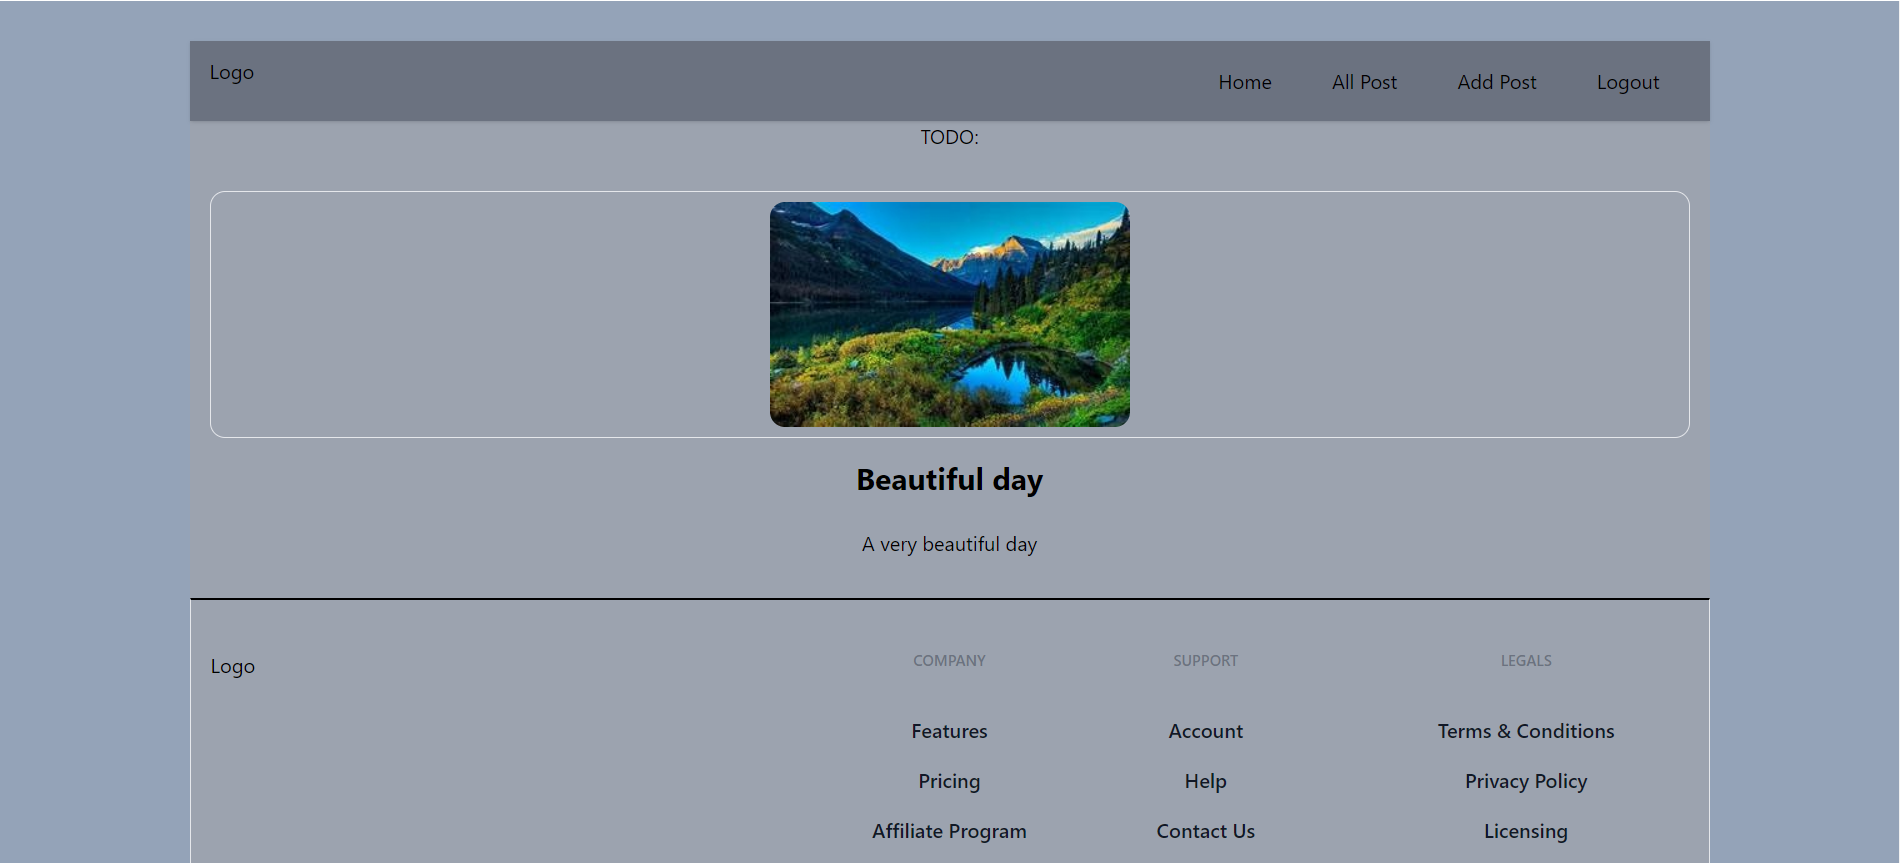 Logo
Home All Post Add Post Logout
TODO:
Beautiful day
A very beautiful day
Logo
COMPANY SUPPORT LEGALS
Features Account Terms & Conditions
Pricing Help Privacy Policy
Affiliate Program Contact Us Licensing